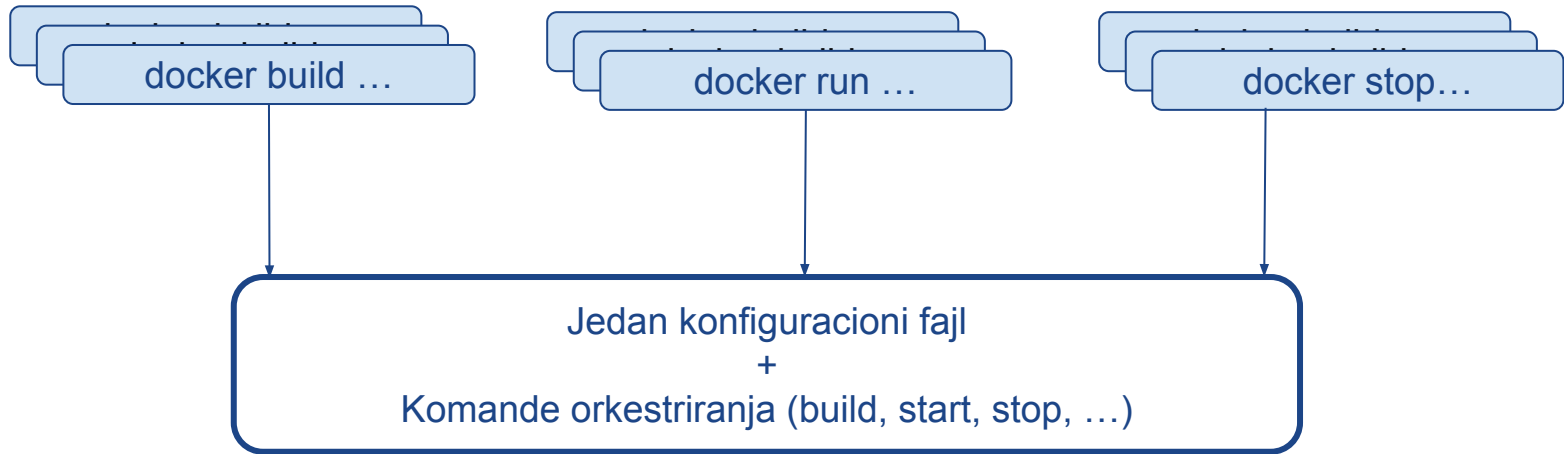 docker build …
docker run …
docker stop…
Jedan konfiguracioni fajl
+
Komande orkestriranja (build, start, stop, …)